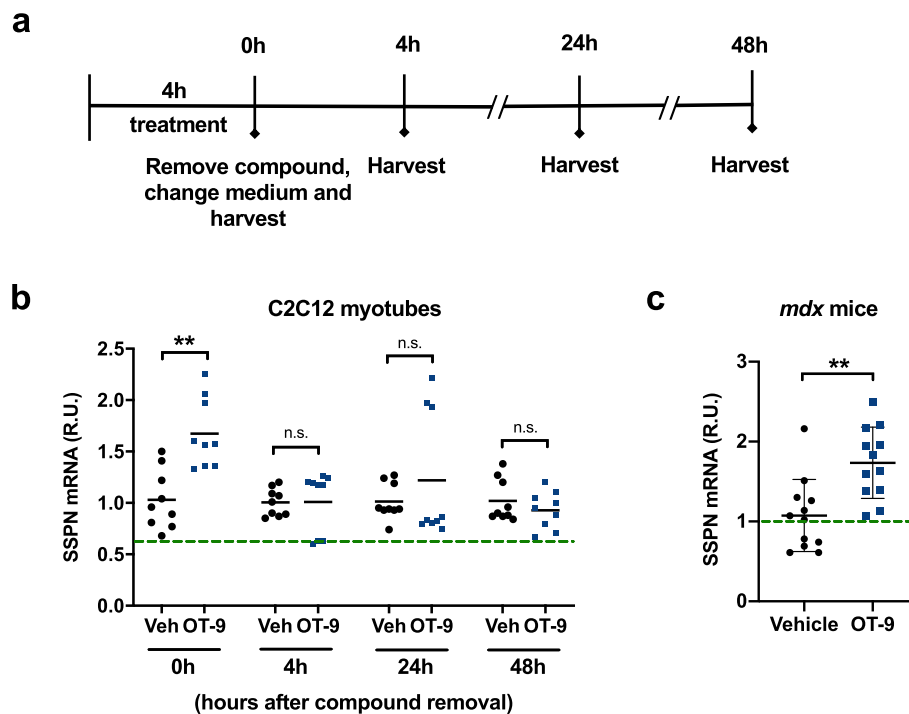 a
0h 4h 24h 48h
4h
treatment
Remove compound,
change medium and
harvest
Harvest Harvest Harvest
b
C2C12 myotubes
SSPN mRNA (R.U.)
2.5
2.0
1.5
1.0
0.5
0.0
** n.s. n.s. n.s.
Veh OT-9 Veh OT-9 Veh OT-9 Veh OT-9
0h 4h 24h 48h
(hours after compound removal)
c
mdx mice
SSPN mRNA (R.U.)
3
2
1
0
**
Vehicle OT-9